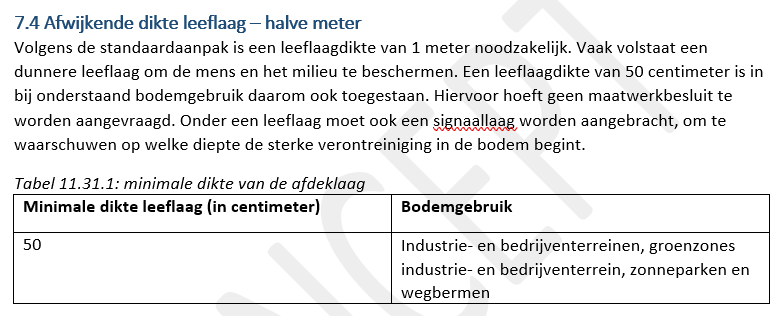 7.4 Afwijkende dikte leeflaag – halve meter
Volgens de standaardaanpak is een leeflaagdikte van 1 meter noodzakelijk. Vaak volstaat een
dunnere leeflaag om de mens en het milieu te beschermen. Een leeflaagdikte van 50 centimeter is in
bij onderstaand bodemgebruik daarom ook toegestaan. Hiervoor hoeft geen maatwerkbesluit te
worden aangevraagd. Onder een leeflaag moet ook een signaallaag worden aangebracht, om te
waarschuwen op welke diepte de sterke verontreiniging in de bodem begint.
Tabel 11.31.1: minimale dikte van de afdeklaag
Minimale dikte leeflaag (in centimeter) Bodemgebruik
50 Industrie- en bedrijventerreinen, groenzones
industrie- en bedrijventerrein, zonneparken en
wegbermen
NCEPT